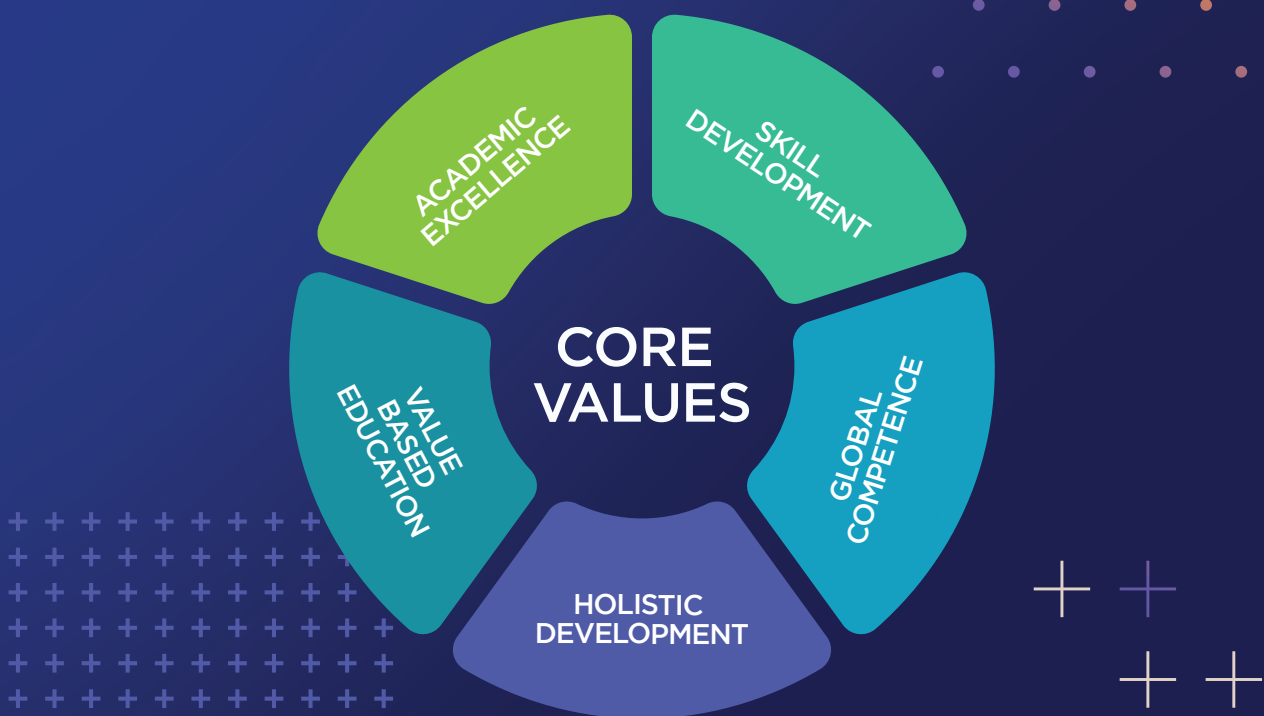 CORE
VALUES
ACADEMIC
EXCELLENCE
SKILL
DEVELOPMENT
GLOBAL
COMPETENCE
HOLISTIC
DEVELOPMENT
VALUE
BASED
EDUCATION